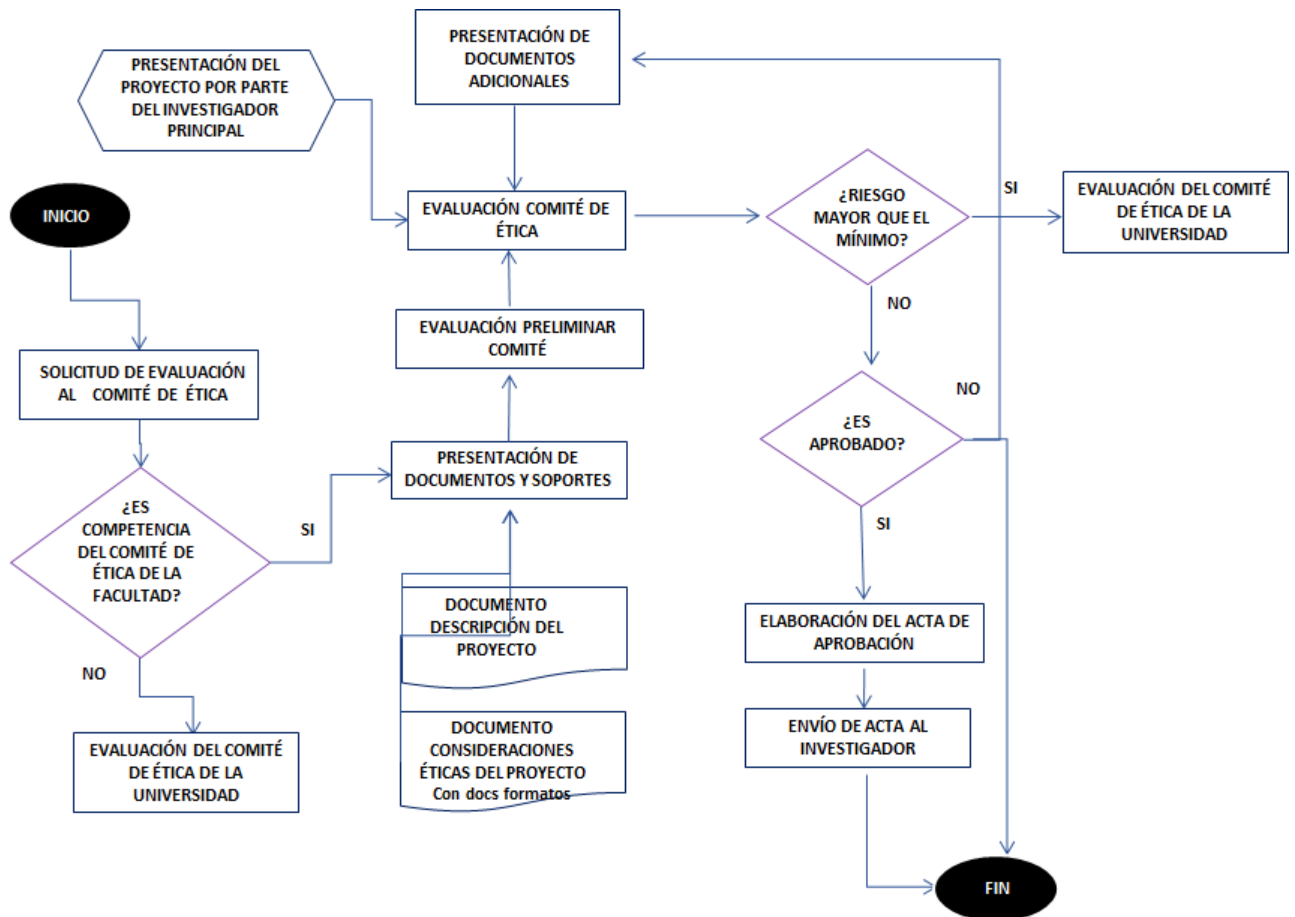 PRESENTACIÓN DE
DOCUMENTOS
ADICIONALES
PRESENTACIÓN DEL
PROYECTO POR PARTE
DEL INVESTIGADOR
PRINCIPAL
INICIO
EVALUACIÓN COMITÉ DE
ÉTICA
¿RIESGO
MAYOR QUE EL
MÍNIMO?
SI
EVALUACIÓN DEL COMITÉ
DE ÉTICA DE LA
UNIVERSIDAD
NO
EVALUACIÓN PRELIMINAR
COMITÉ
SOLICITUD DE EVALUACIÓN
AL COMITÉ DE ÉTICA
¿ES
APROBADO?
NO
PRESENTACIÓN DE
DOCUMENTOS Y SOPORTES
¿ES
COMPETENCIA
DEL COMITÉ DE
ÉTICA DE LA
FACULTAD?
SI
SI
DOCUMENTO
DESCRIPCIÓN DEL
PROYECTO
ELABORACIÓN DEL ACTA DE
APROBACIÓN
NO
EVALUACIÓN DEL COMITÉ
DE ÉTICA DE LA
UNIVERSIDAD
DOCUMENTO
CONSIDERACIONES
ÉTICAS DEL PROYECTO
Con docs formatos
ENVÍO DE ACTA AL
INVESTIGADOR
FIN